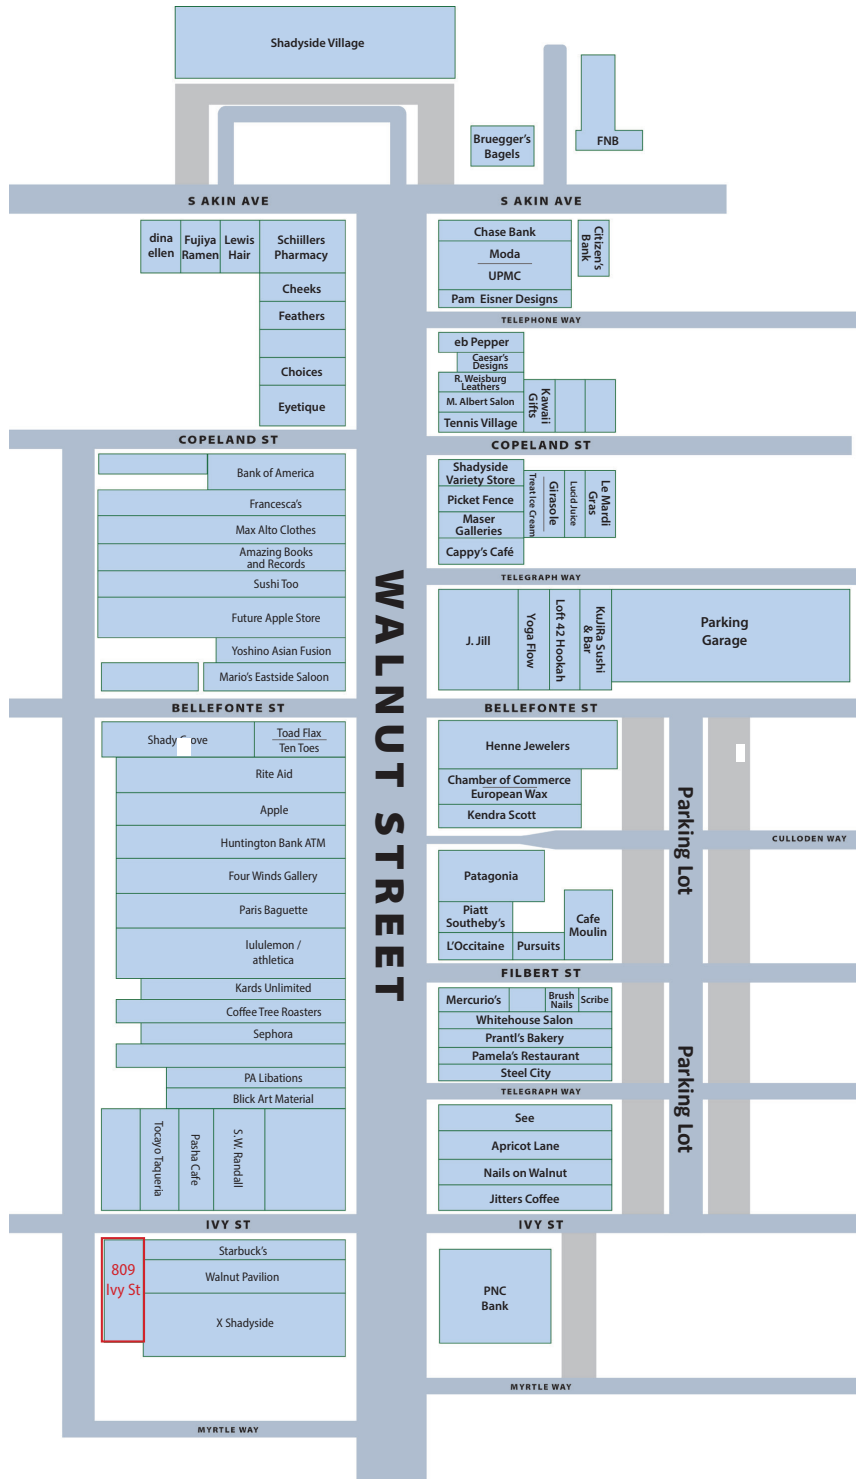 Shadyside Village
Bruegger's
Bagels
FNB
S AKIN AVE
S AKIN AVE
dina
ellen
Fujiya
Ramen
Lewis
Hair
Schiillers
Pharmacy
Cheeks
Feathers
Choices
Eyetique
Chase Bank
Moda
UPMC
Pam Eisner Designs
Citizen's
Bank
TELEPHONE WAY
eb Pepper
Caesar's
Designs
R. Weisburg
Leathers
M. Albert Salon
Tennis Village
Kawaii
Gifts
COPELAND ST
COPELAND ST
Bank of America
Francesca's
Max Alto Clothes
Amazing Books
and Records
Sushi Too
Future Apple Store
Yoshino Asian Fusion
Mario's Eastside Saloon
Shadyside
Variety Store
Picket Fence
Maser
Galleries
Cappy's Café
Treat Ice Cream
Girasole
Lucid Juice
Le Mardi
Gras
TELEGRAPH WAY
WALNUT STREET
J. Jill
Yoga Flow
Loft 42 Hookah
KuJiRa Sushi
& Bar
Parking
Garage
BELLEFONTE ST
BELLEFONTE ST
Toad Flax
Ten Toes
Rite Aid
Apple
Huntington Bank ATM
Four Winds Gallery
Paris Baguette
lululemon /
athletica
Kards Unlimited
Coffee Tree Roasters
Sephora
PA Libations
Blick Art Material
Tocayo Taqueria
Pasha Cafe
S.W. Randall
Henne Jewelers
Chamber of Commerce
European Wax
Kendra Scott
Parking Lot
CULLODEN WAY
Patagonia
Piatt
Southeby's
L'Occitaine
Pursuits
Cafe
Moulin
FILBERT ST
Mercurio's
Brush
Nails
Scribe
Whitehouse Salon
Prantl's Bakery
Pamela's Restaurant
Steel City
TELEGRAPH WAY
Parking Lot
See
Apricot Lane
Nails on Walnut
Jitters Coffee
IVY ST
IVY ST
809
Ivy St
Starbuck's
Walnut Pavilion
X Shadyside
PNC
Bank
MYRTLE WAY
MYRTLE WAY
Shady